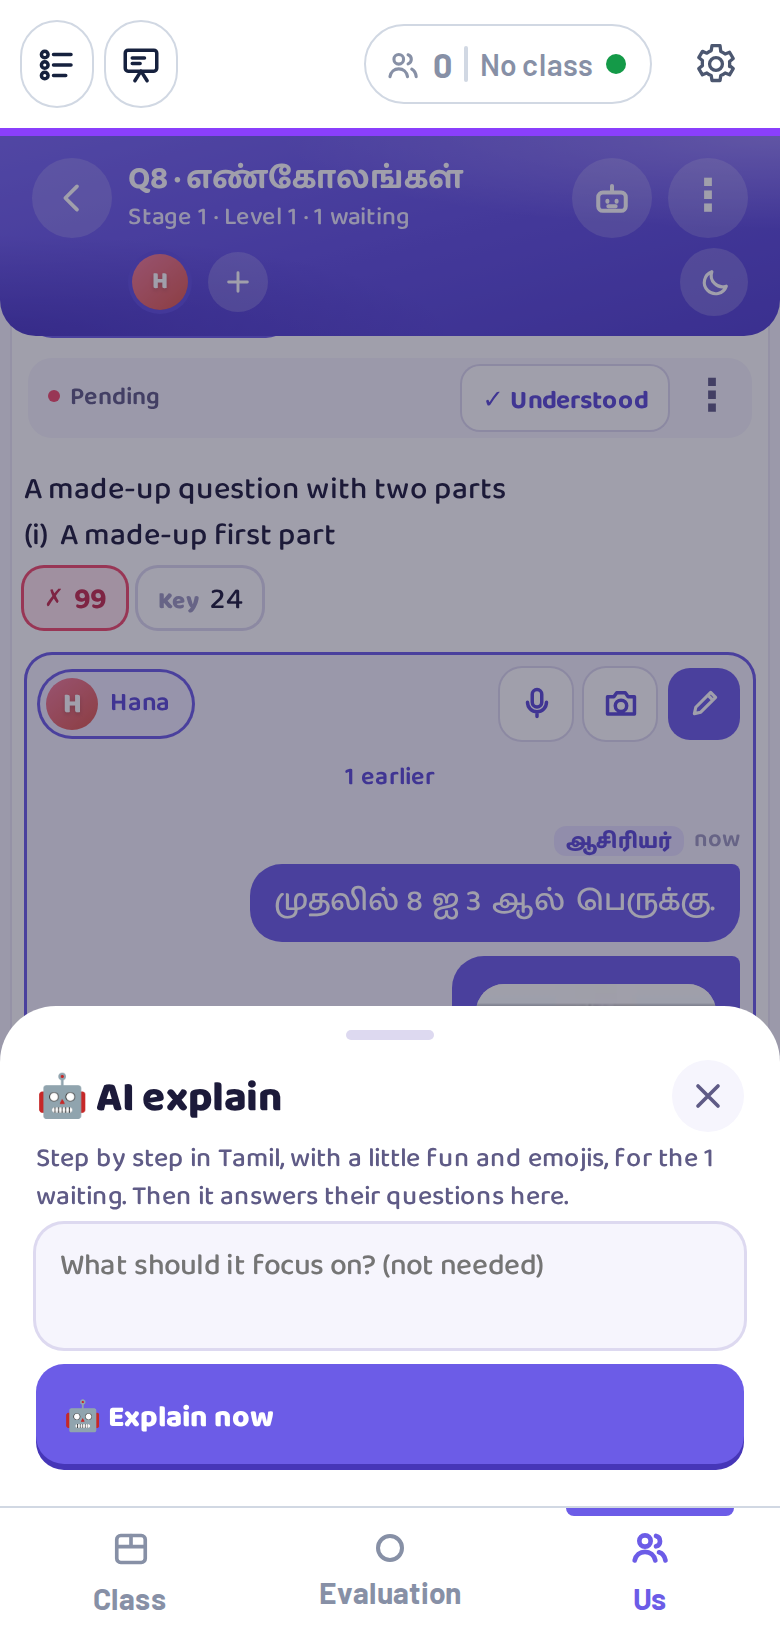 0 | No class
Q8 · எண்கோலங்கள்
Stage 1 · Level 1 · 1 waiting
H
Pending
✓ Understood
A made-up question with two parts
(i) A made-up first part
✗ 99
Key 24
H Hana
1 earlier
ஆசிரியர் now
முதலில் 8 ஐ 3 ஆல் பெருக்கு.
🤖 AI explain
Step by step in Tamil, with a little fun and emojis, for the 1
waiting. Then it answers their questions here.
What should it focus on? (not needed)
🤖 Explain now
Class
Evaluation
Us